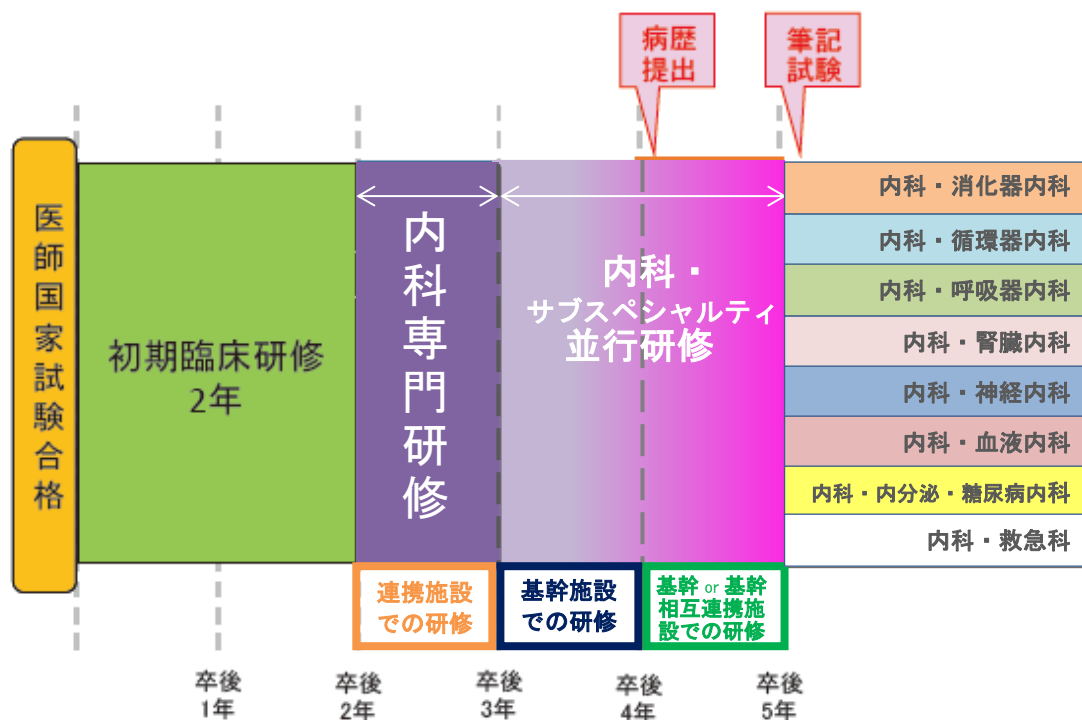 病歴
提出
筆記
試験
医師国家試験合格
初期臨床研修
2年
内科専門研修
内科・
サブスペシャルティ
並行研修
内科・消化器内科
内科・循環器内科
内科・呼吸器内科
内科・腎臓内科
内科・神経内科
内科・血液内科
内科・内分泌・糖尿病内科
内科・救急科
連携施設
での研修
基幹施設
での研修
基幹 or 基幹
相互連携施
設での研修
卒後
1年
卒後
2年
卒後
3年
卒後
4年
卒後
5年